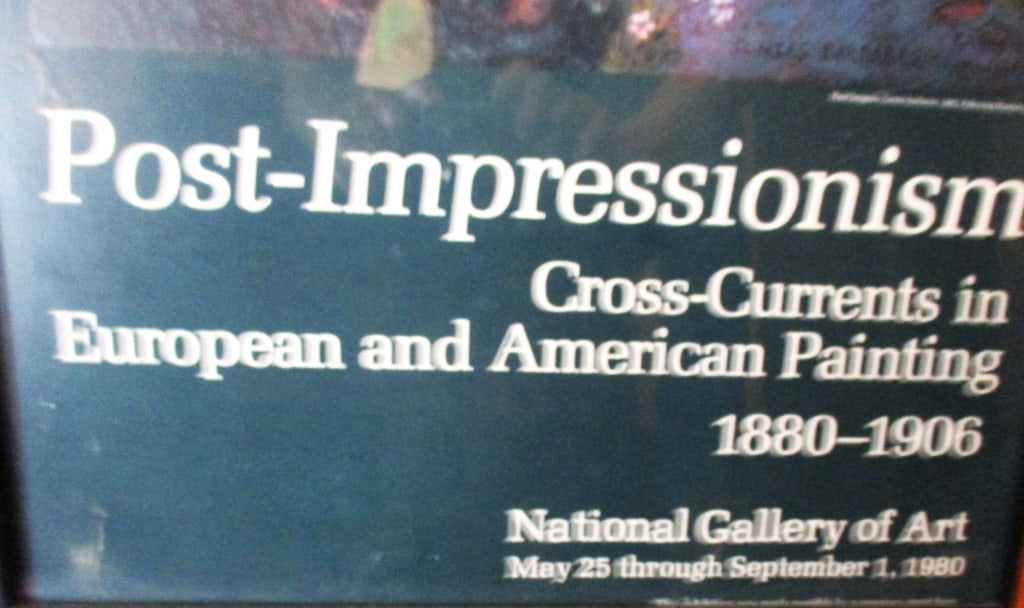 Post-Impressionism
Cross-Currents in
European and American Painting
1880–1906
National Gallery of Art
May 25 through September 1, 1980